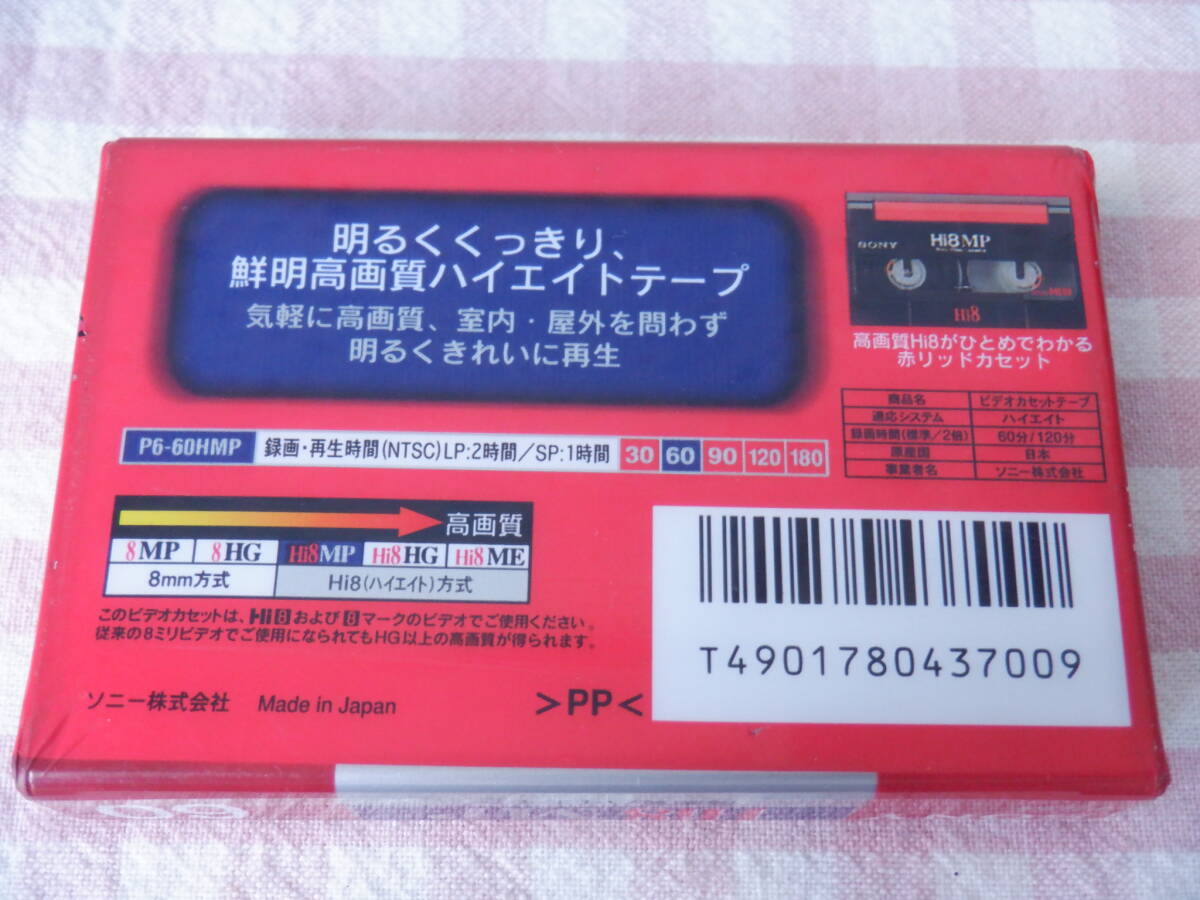 明るくくっきり、
鮮明高画質ハイエイトテープ
気軽に高画質、室内・屋外を問わず
明るくきれいに再生
SONY Hi8MP
Hi8
高画質Hi8がひとめでわかる
赤リッドカセット
商品名 ビデオカセットテープ
適応システム ハイエイト
録画時間(標準/2倍) 60分/120分
原産国 日本
事業者名 ソニー株式会社
P6-60HMP 録画・再生時間(NTSC)LP:2時間/SP:1時間 30 60 90 120 180
高画質
8MP 8HG Hi8MP Hi8HG Hi8ME
8mm方式 Hi8(ハイエイト)方式
このビデオカセットは、Hi8および8マークのビデオでご使用ください。
従来の8ミリビデオでご使用になられてもHG以上の高画質が得られます。
ソニー株式会社 Made in Japan >PP<
T4901780437009